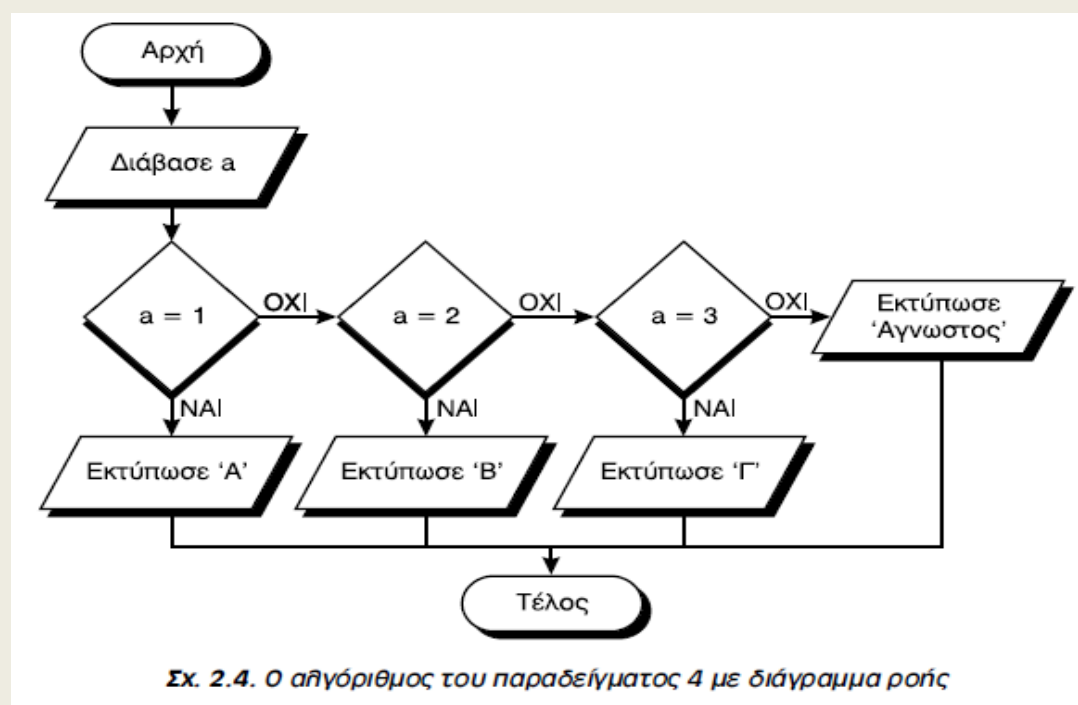 Αρχή
Διάβασε a
a = 1
ΟΧΙ
a = 2
ΟΧΙ
a = 3
ΟΧΙ
Εκτύπωσε
‘Αγνωστος’
ΝΑΙ
ΝΑΙ
ΝΑΙ
Εκτύπωσε ‘Α’
Εκτύπωσε ‘Β’
Εκτύπωσε ‘Γ’
Τέλος
Σχ. 2.4. Ο αλγόριθμος του παραδείγματος 4 με διάγραμμα ροής